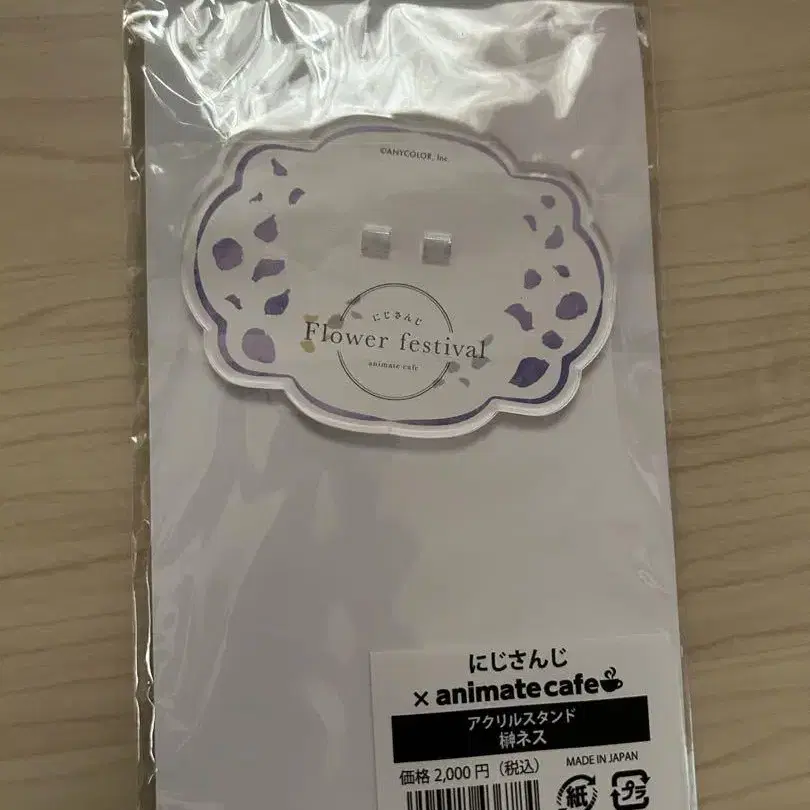 ©ANYCOLOR, Inc.
にじさんじ
Flower festival
animate cafe
にじさんじ
× animatecafe
アクリルスタンド
榊ネス
MADE IN JAPAN
価格2,000円（税込）
紙
プラ